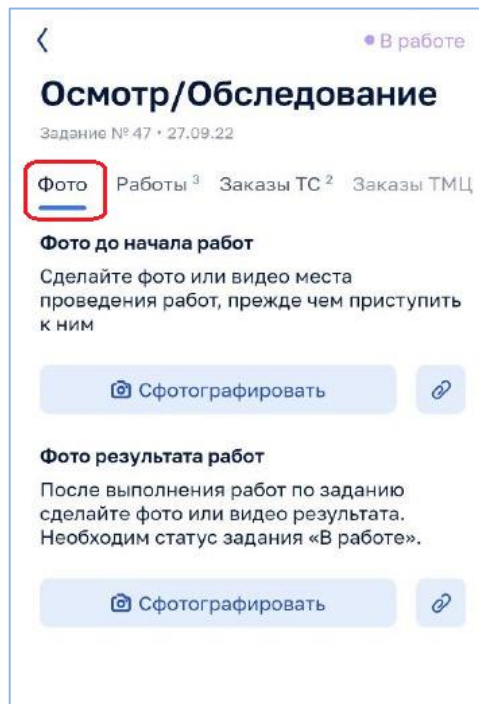 В работе
Осмотр/Обследование
Задание № 47 • 27.09.22
Фото Работы 3 Заказы ТС 2 Заказы ТМЦ
Фото до начала работ
Сделайте фото или видео места
проведения работ, прежде чем приступить
к ним
Сфотографировать
Фото результата работ
После выполнения работ по заданию
сделайте фото или видео результата.
Необходим статус задания «В работе».
Сфотографировать